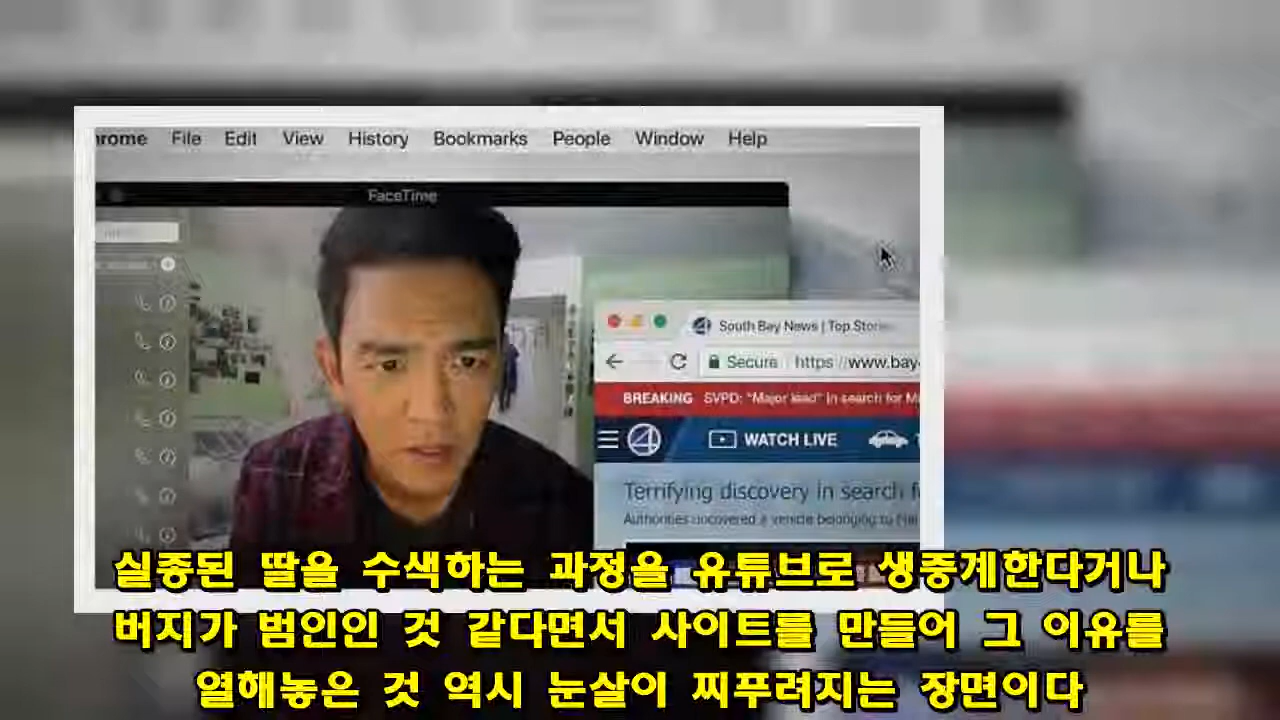 hrome File Edit View History Bookmarks People Window Help
FaceTime
South Bay News | Top Stories
Secure https://www.bay
BREAKING SVPD: "Major lead" in search for M
4 WATCH LIVE
Terrifying discovery in search f
Authorities uncovered a vehicle belonging to
실종된 딸을 수색하는 과정을 유튜브로 생중계한다거나
버지가 범인인 것 같다면서 사이트를 만들어 그 이유를
열해놓은 것 역시 눈살이 찌푸려지는 장면이다